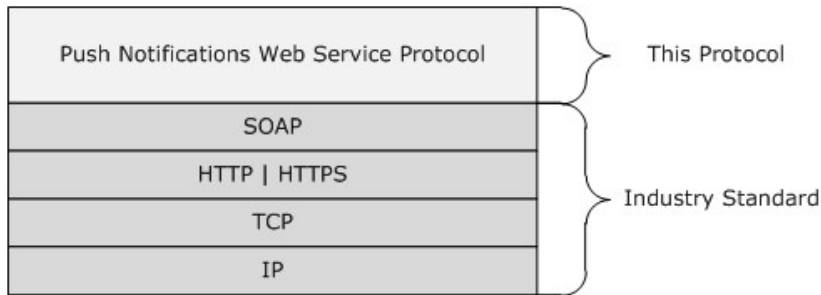 Push Notifications Web Service Protocol
This Protocol
SOAP
HTTP | HTTPS
TCP
IP
Industry Standard